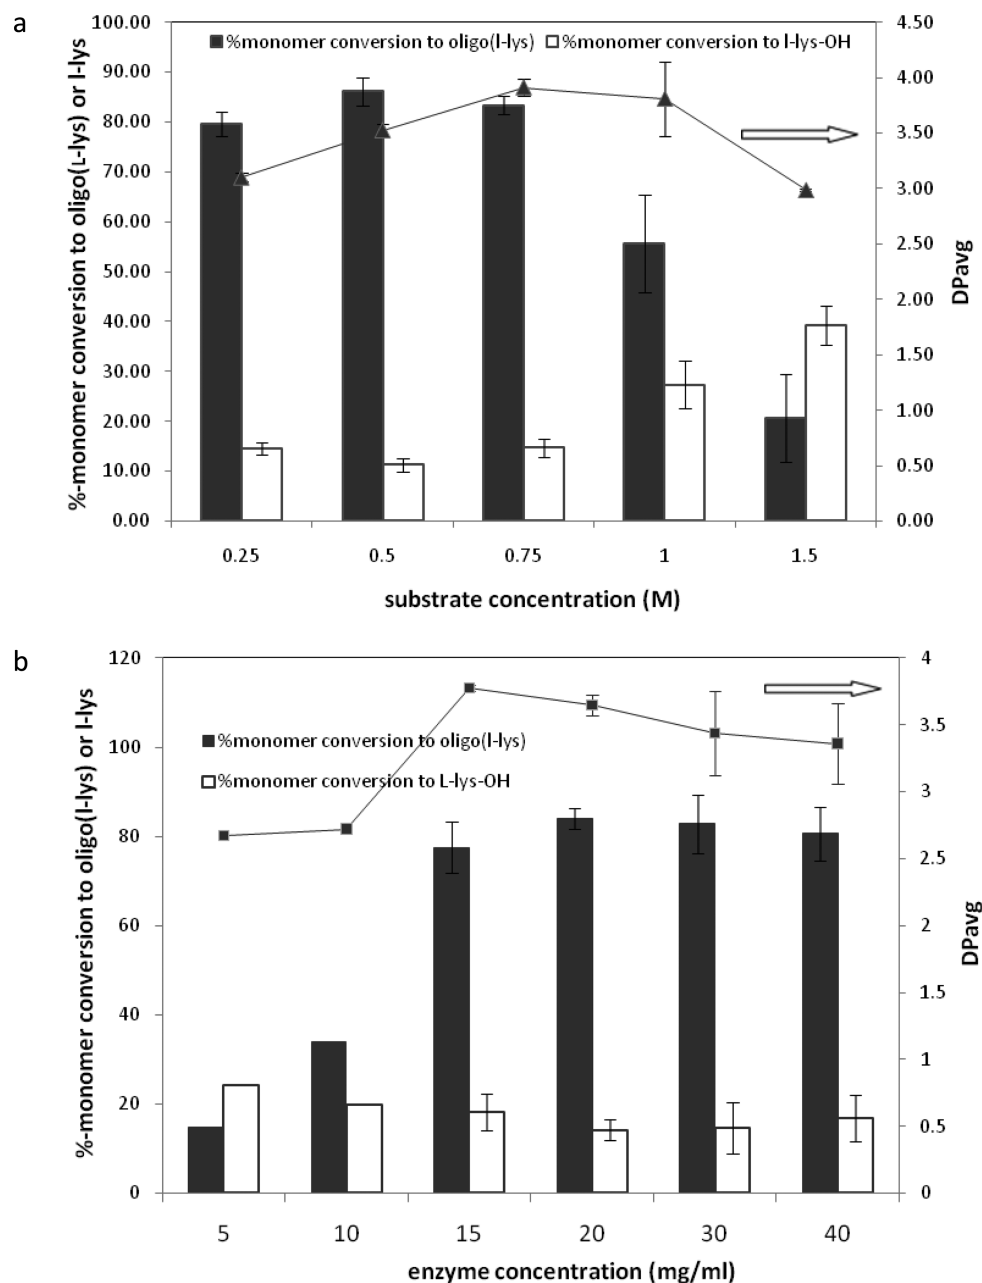 a
%-monomer conversion to oligo(L-lys) or l-lys
100.00
90.00
80.00
70.00
60.00
50.00
40.00
30.00
20.00
10.00
0.00
%monomer conversion to oligo(l-lys) %monomer conversion to l-lys-OH
4.50
4.00
3.50
3.00
2.50
2.00
1.50
1.00
0.50
0.00
DPavg
0.25 0.5 0.75 1 1.5
substrate concentration (M)
b
%-monomer conversion to oligo(l-lys) or l-lys
120
100
80
60
40
20
0
%monomer conversion to oligo(l-lys)
%monomer conversion to L-lys-OH
4
3.5
3
2.5
2
1.5
1
0.5
0
DPavg
5 10 15 20 30 40
enzyme concentration (mg/ml)